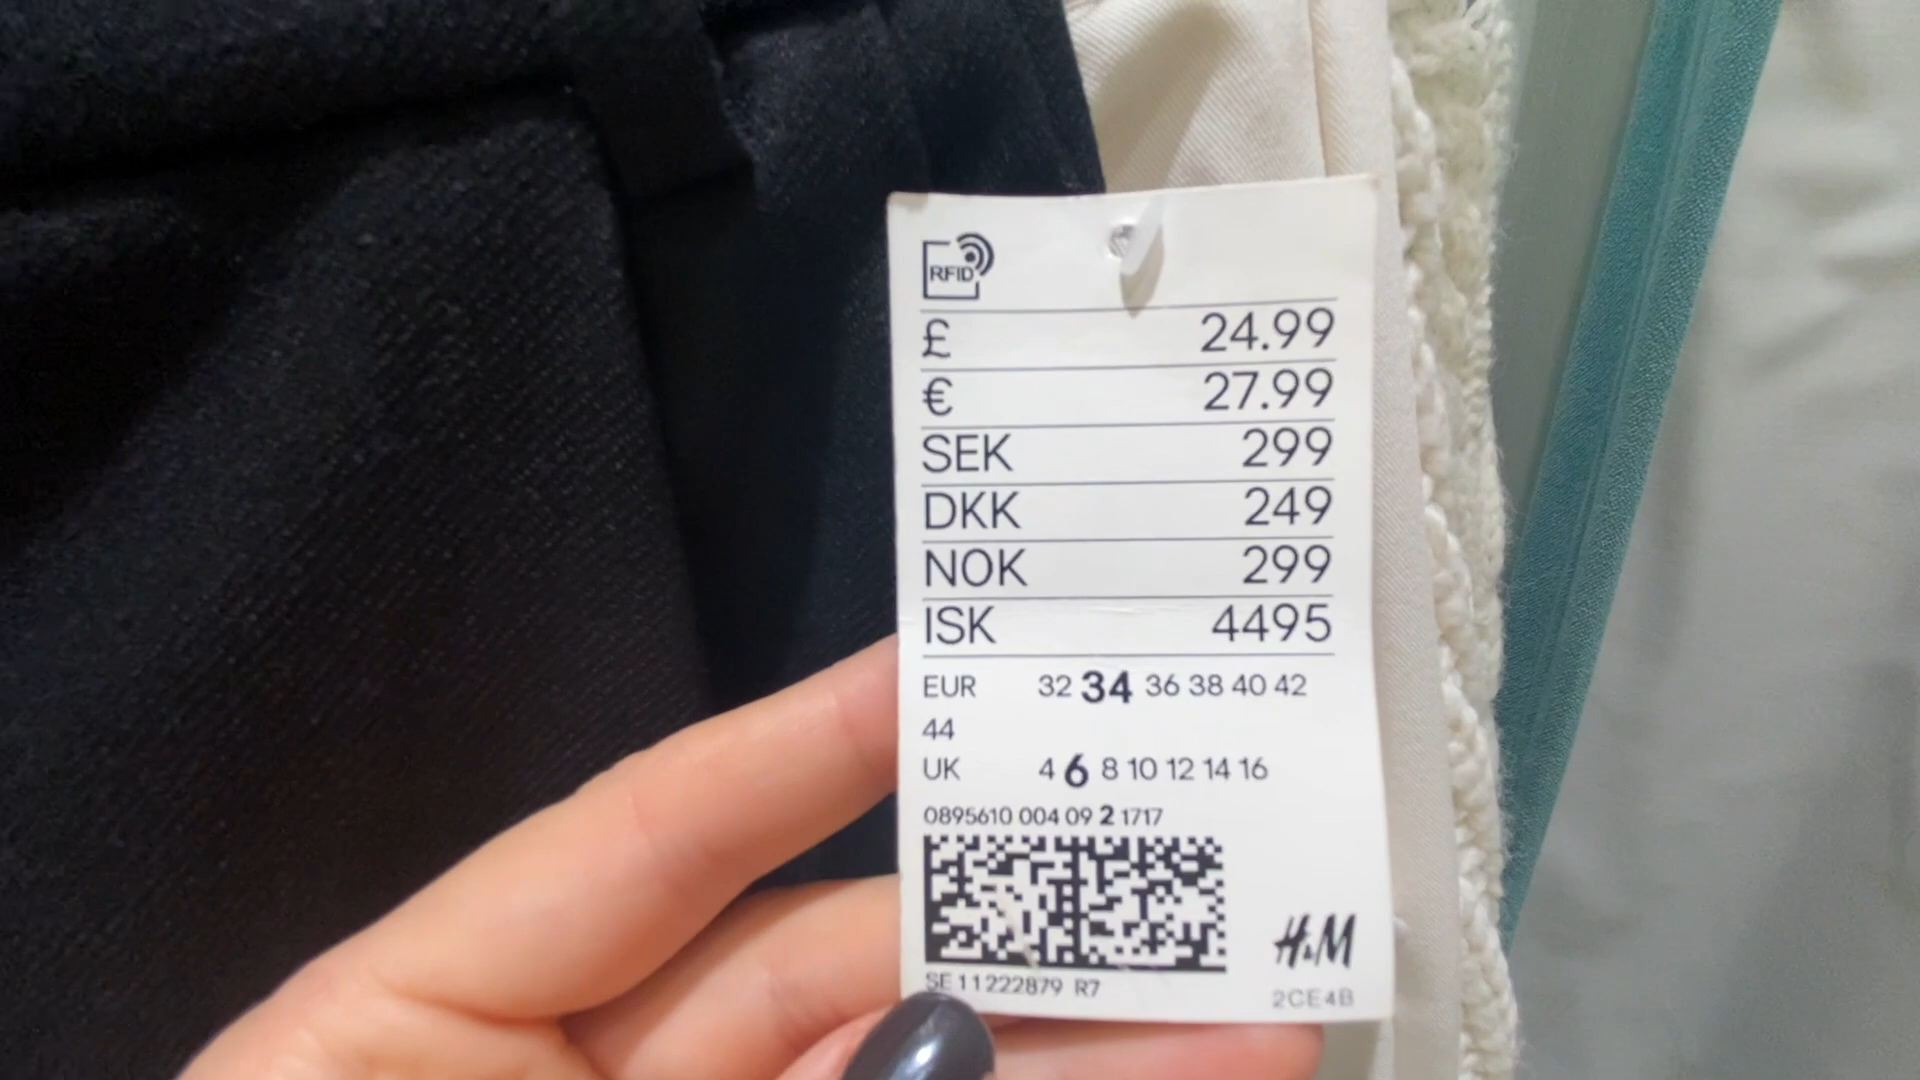 RFID
£ 24.99
€ 27.99
SEK 299
DKK 249
NOK 299
ISK 4495
EUR 32 34 36 38 40 42
44
UK 4 6 8 10 12 14 16
0895610 004 09 2 1717
H&M
SE 11222879 R7
2CE4B